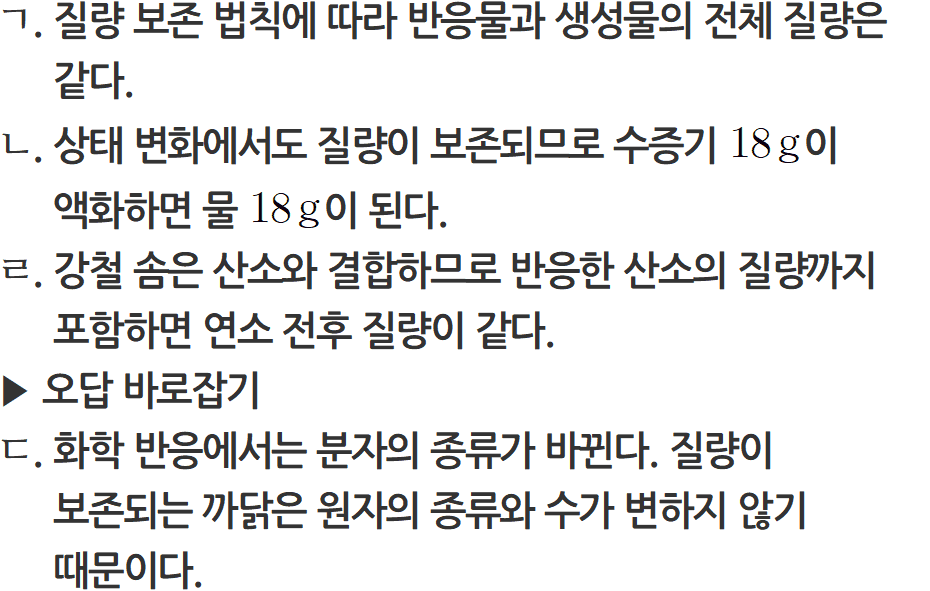 ㄱ. 질량 보존 법칙에 따라 반응물과 생성물의 전체 질량은
같다.
ㄴ. 상태 변화에서도 질량이 보존되므로 수증기 18 g이
액화하면 물 18 g이 된다.
ㄹ. 강철 솜은 산소와 결합하므로 반응한 산소의 질량까지
포함하면 연소 전후 질량이 같다.
▶ 오답 바로잡기
ㄷ. 화학 반응에서는 분자의 종류가 바뀐다. 질량이
보존되는 까닭은 원자의 종류와 수가 변하지 않기
때문이다.